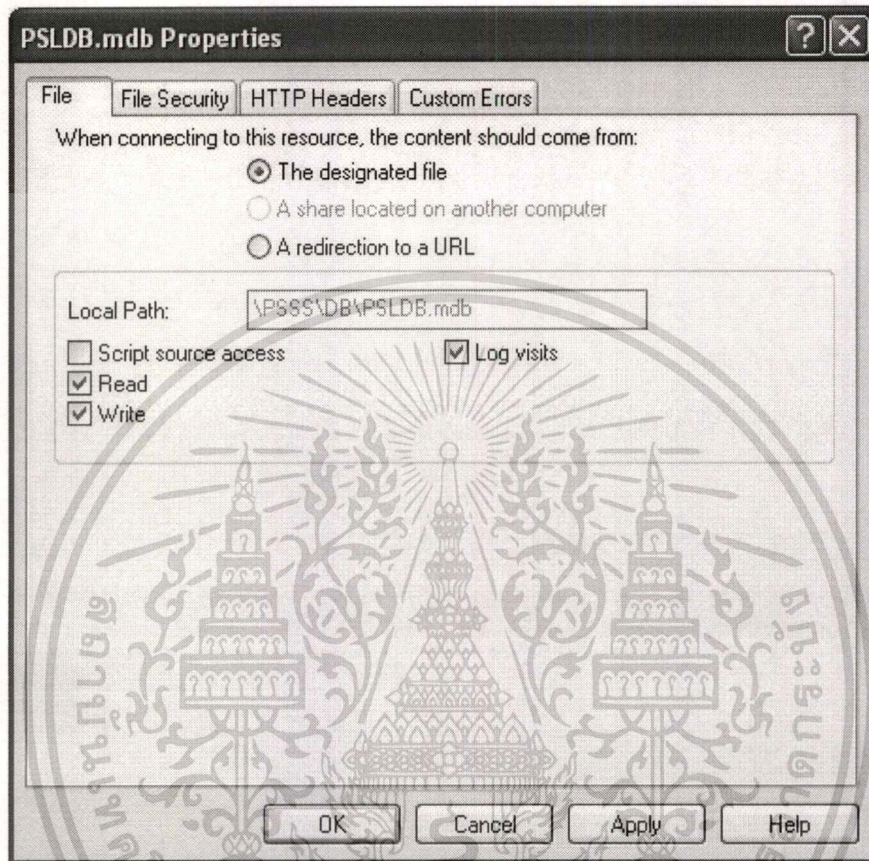 PSLDB.mdb Properties
File File Security HTTP Headers Custom Errors
When connecting to this resource, the content should come from:
The designated file
A share located on another computer
A redirection to a URL
Local Path: \PSSS\DB\PSLDB.mdb
Script source access Log visits
Read
Write
OK Cancel Apply Help